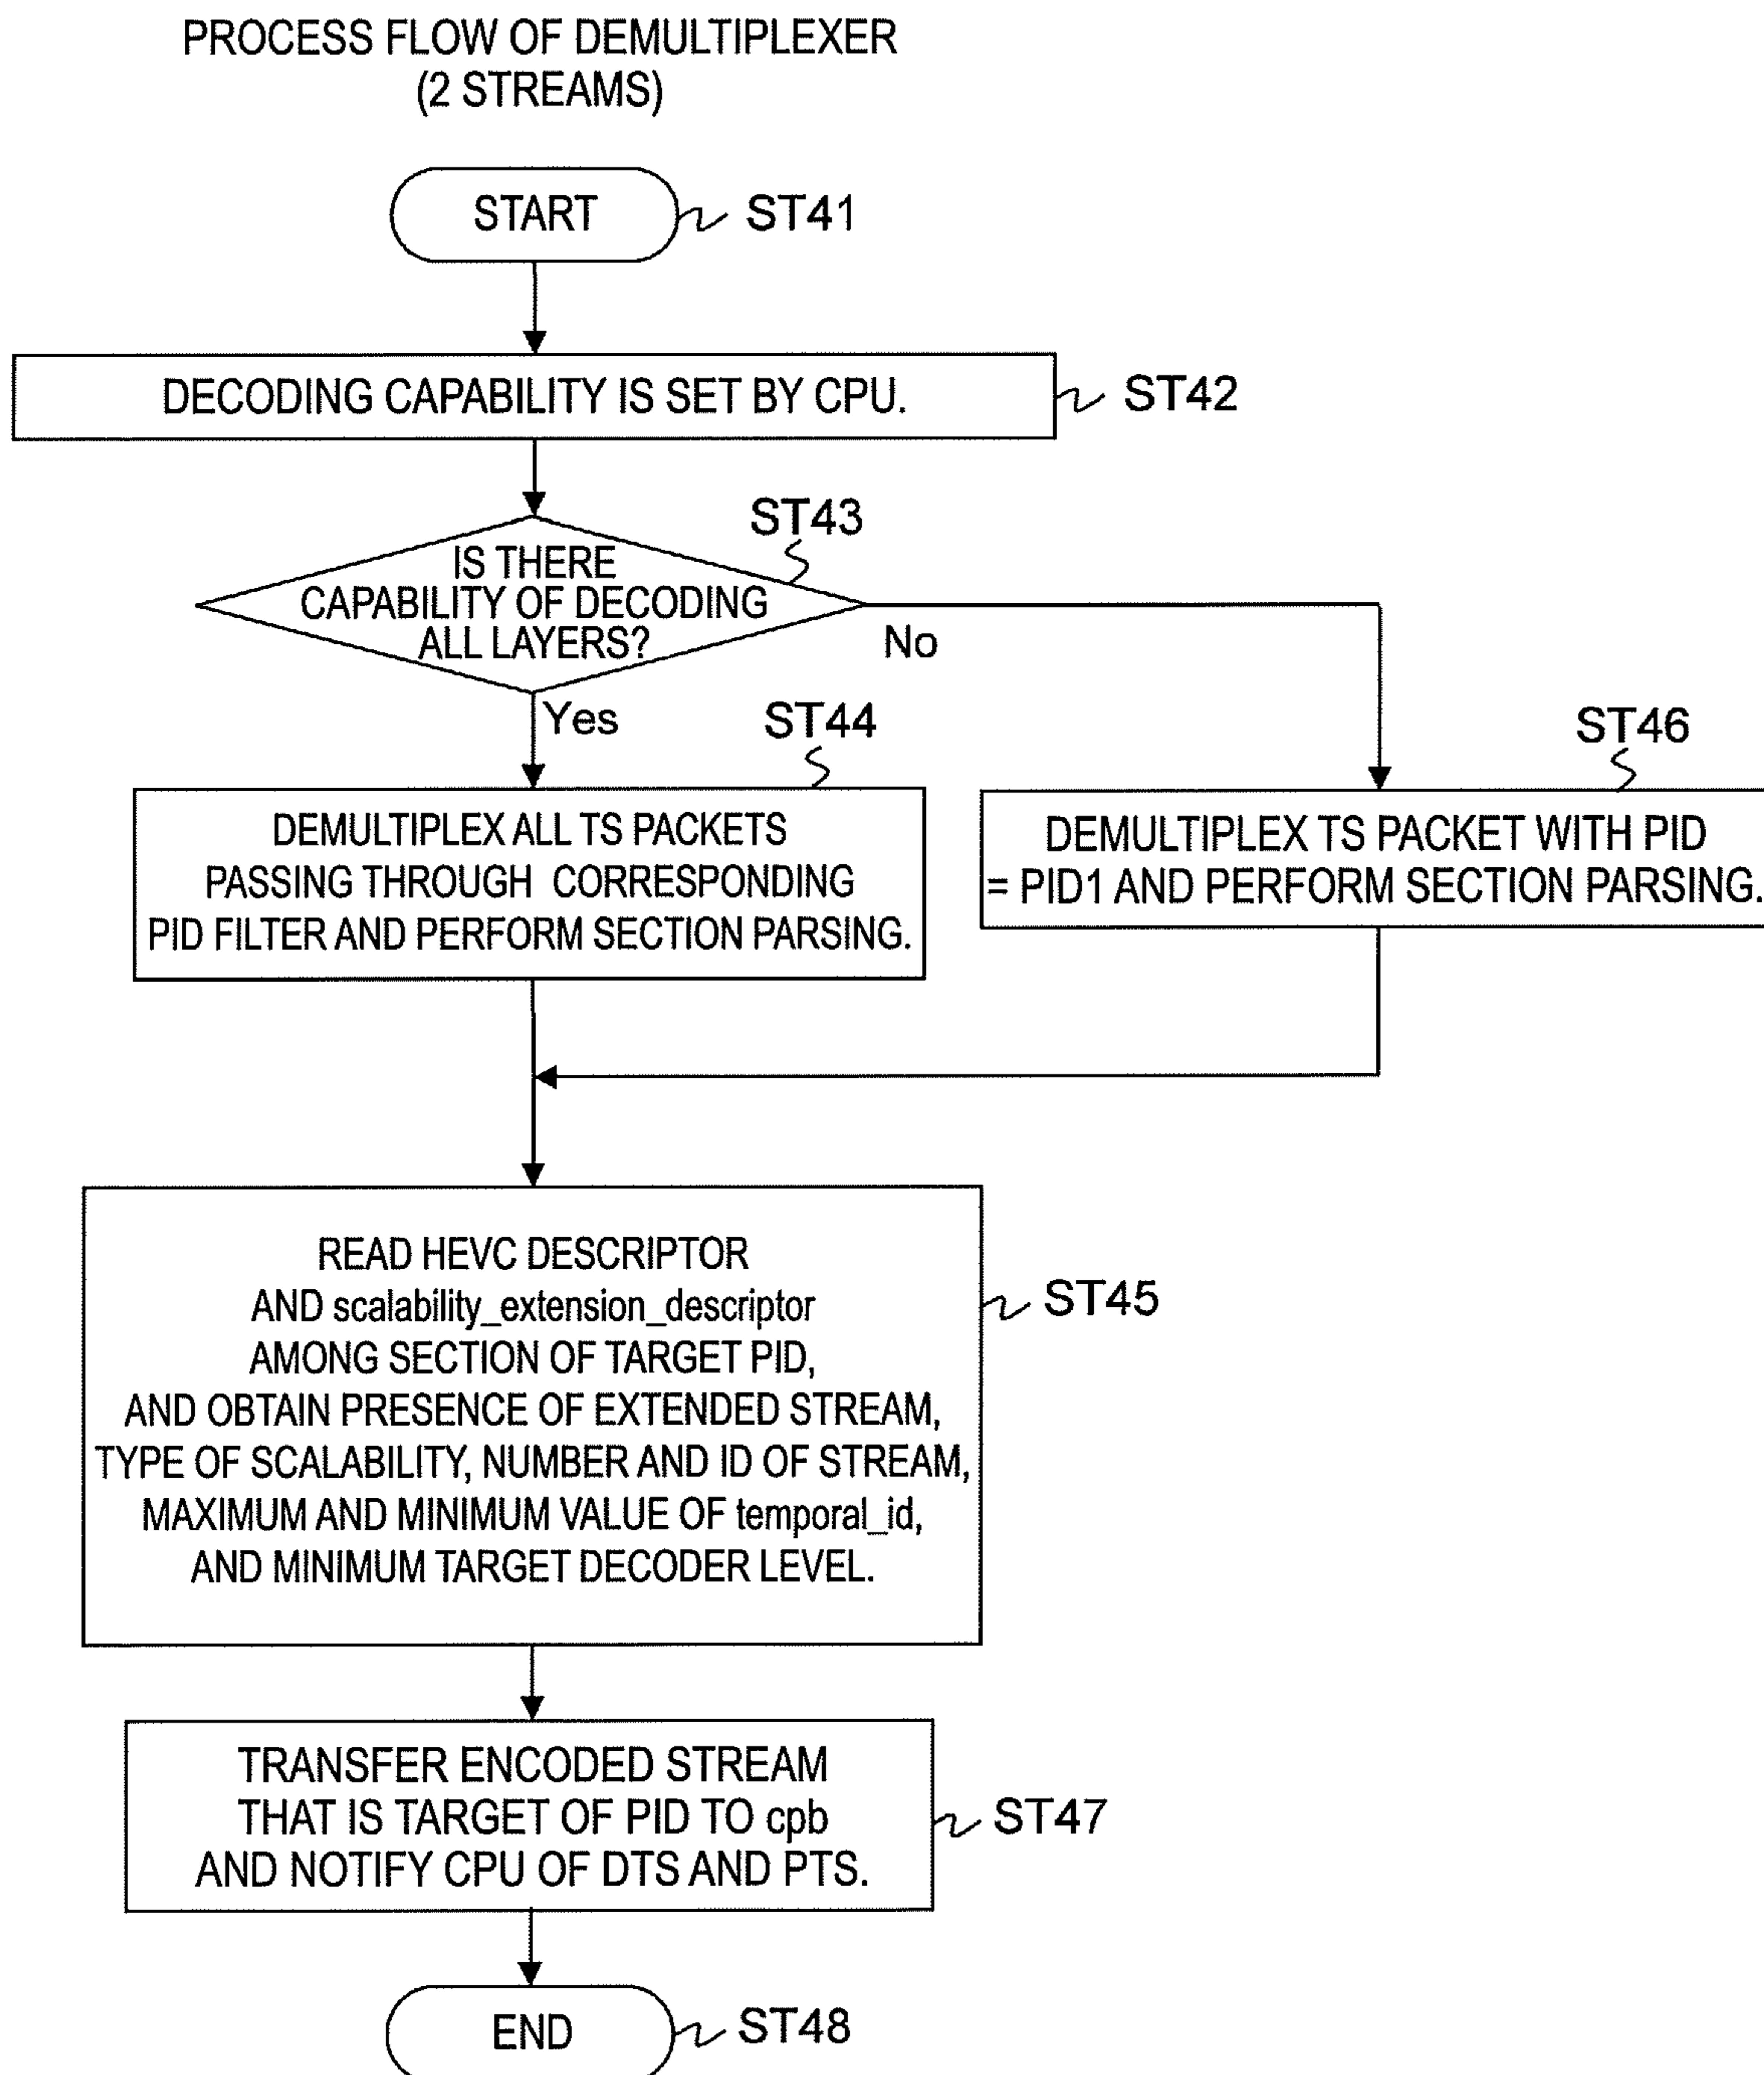 PROCESS FLOW OF DEMULTIPLEXER
(2 STREAMS)
START
ST41
DECODING CAPABILITY IS SET BY CPU.
ST42
ST43
IS THERE
CAPABILITY OF DECODING
ALL LAYERS?
No
Yes
ST44
ST46
DEMULTIPLEX ALL TS PACKETS
PASSING THROUGH CORRESPONDING
PID FILTER AND PERFORM SECTION PARSING.
DEMULTIPLEX TS PACKET WITH PID
= PID1 AND PERFORM SECTION PARSING.
READ HEVC DESCRIPTOR
AND scalability_extension_descriptor
AMONG SECTION OF TARGET PID,
AND OBTAIN PRESENCE OF EXTENDED STREAM,
TYPE OF SCALABILITY, NUMBER AND ID OF STREAM,
MAXIMUM AND MINIMUM VALUE OF temporal_id,
AND MINIMUM TARGET DECODER LEVEL.
ST45
TRANSFER ENCODED STREAM
THAT IS TARGET OF PID TO cpb
AND NOTIFY CPU OF DTS AND PTS.
ST47
END
ST48